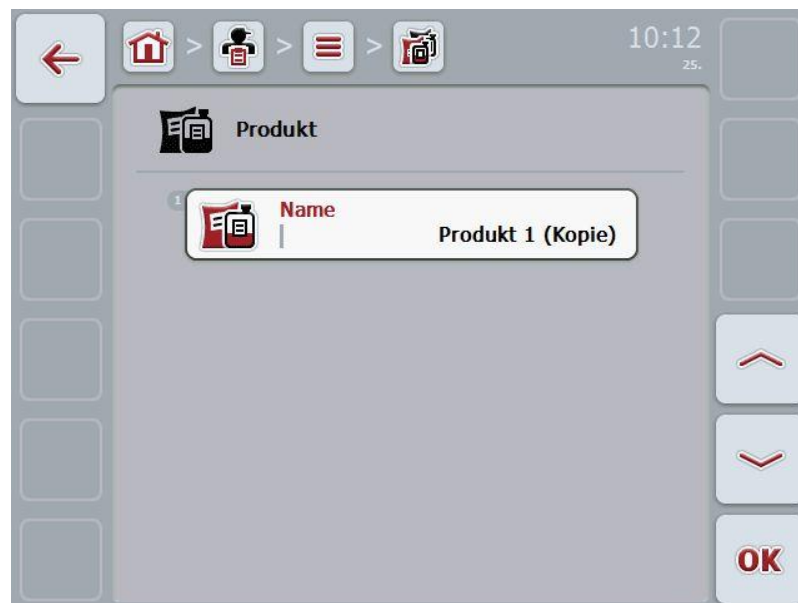 > > >
10:12
25.
Produkt
1
Name
Produkt 1 (Kopie)
OK